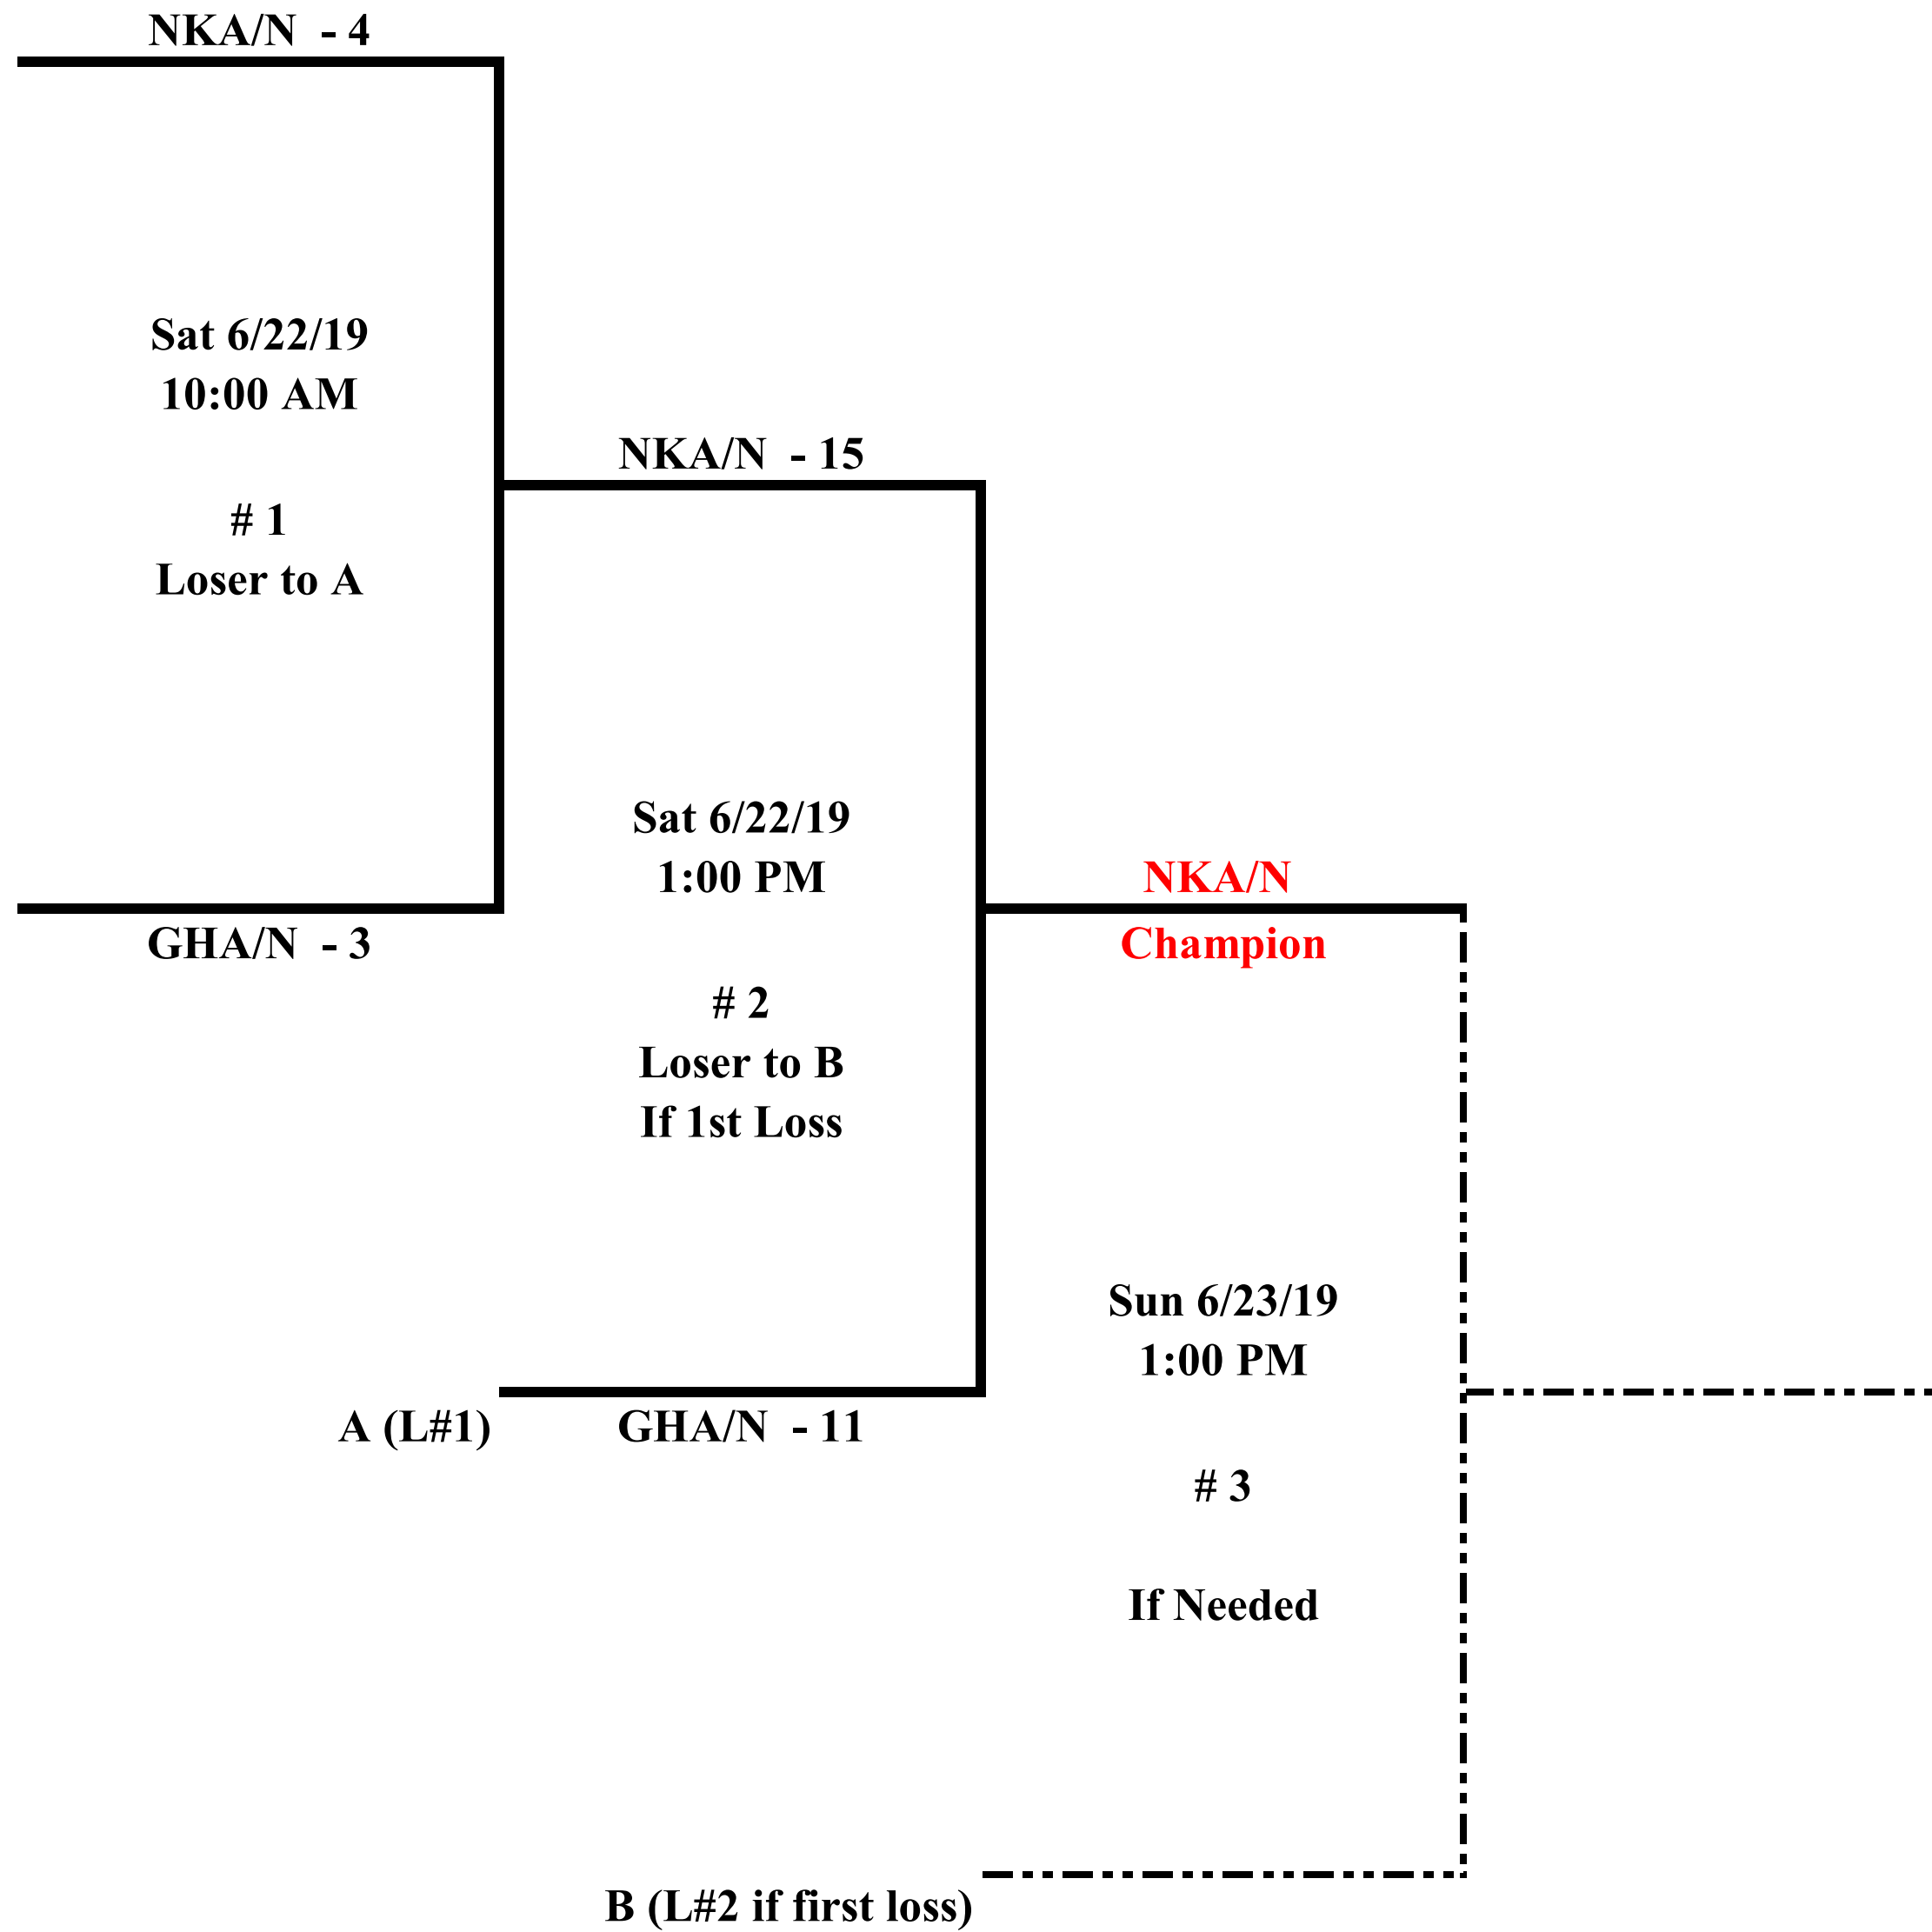 NKA/N - 4
Sat 6/22/19
10:00 AM
# 1
Loser to A
GHA/N - 3
NKA/N - 15
Sat 6/22/19
1:00 PM
# 2
Loser to B
If 1st Loss
A (L#1)
GHA/N - 11
NKA/N
Champion
Sun 6/23/19
1:00 PM
# 3
If Needed
B (L#2 if first loss)